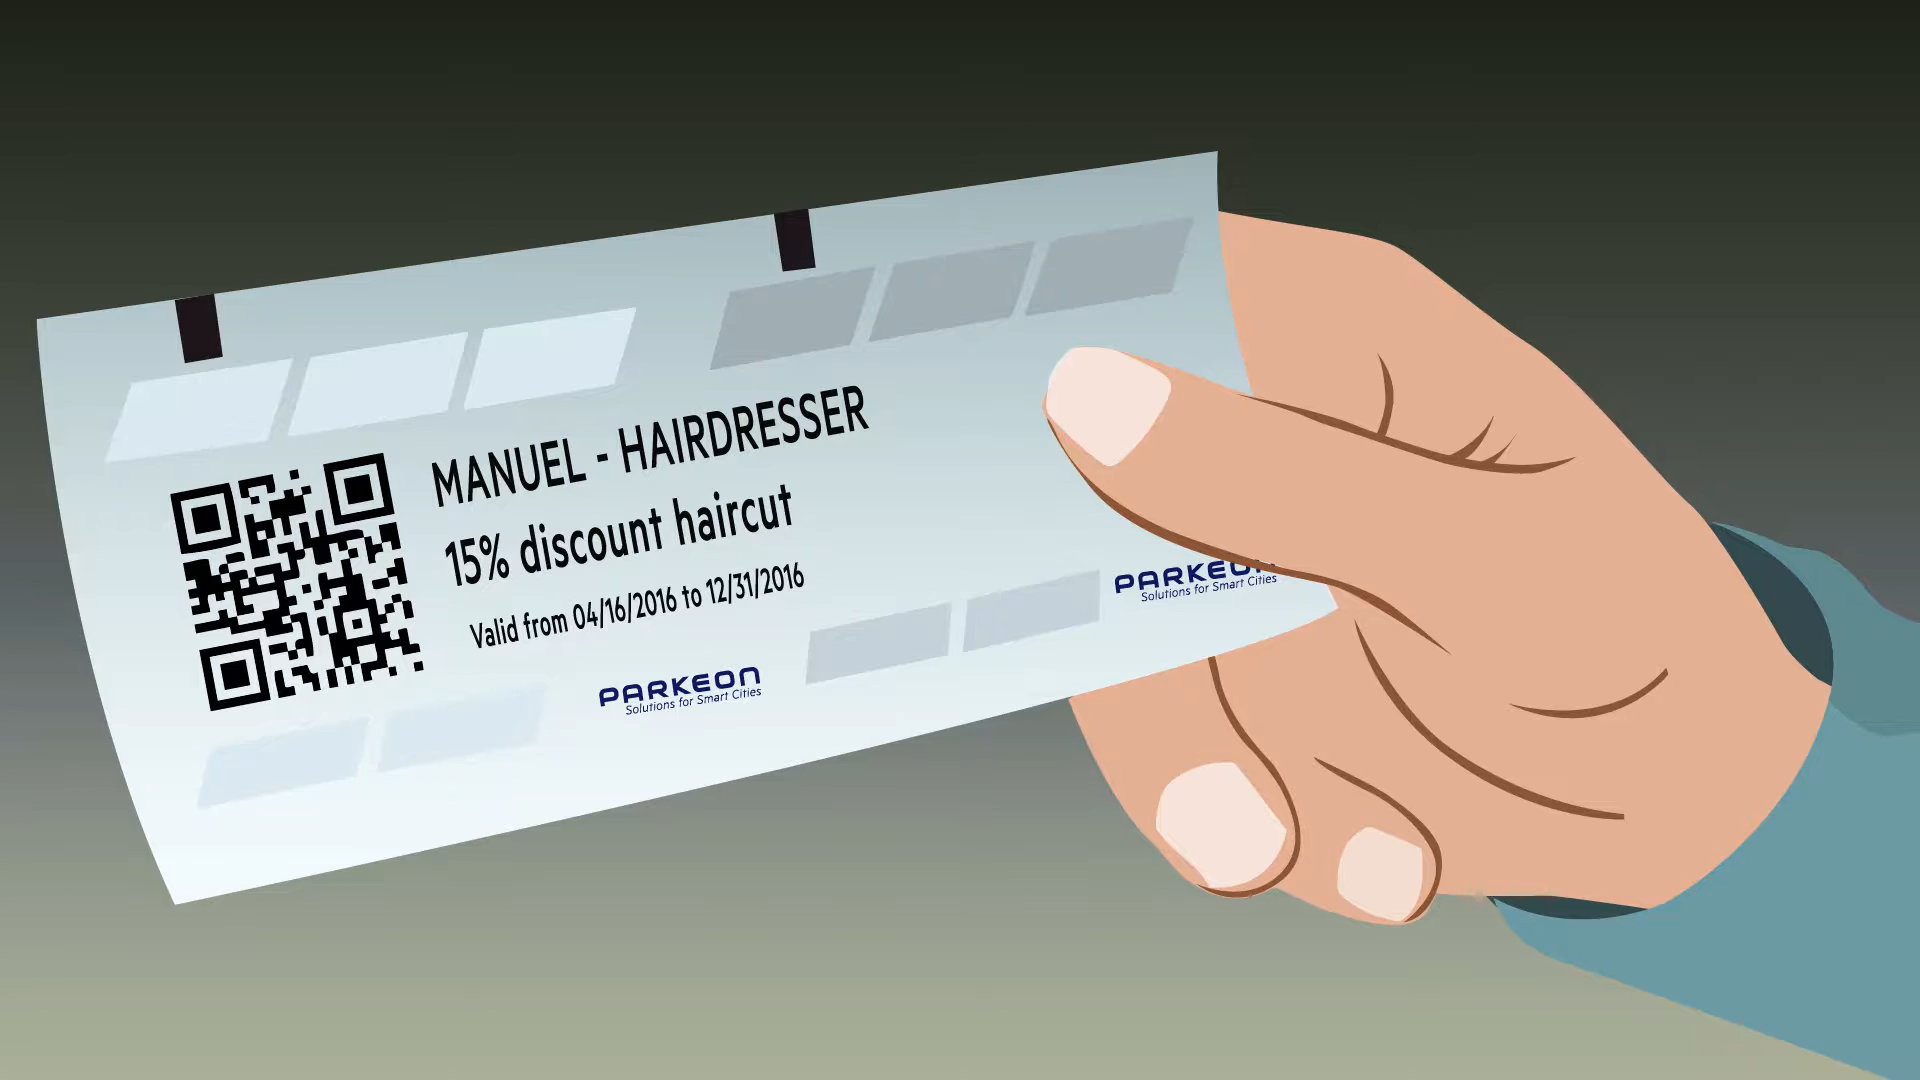 MANUEL - HAIRDRESSER
15% discount haircut
Valid from 04/16/2016 to 12/31/2016
PARKEON
Solutions for Smart Cities
PARKEON
Solutions for Smart Cities